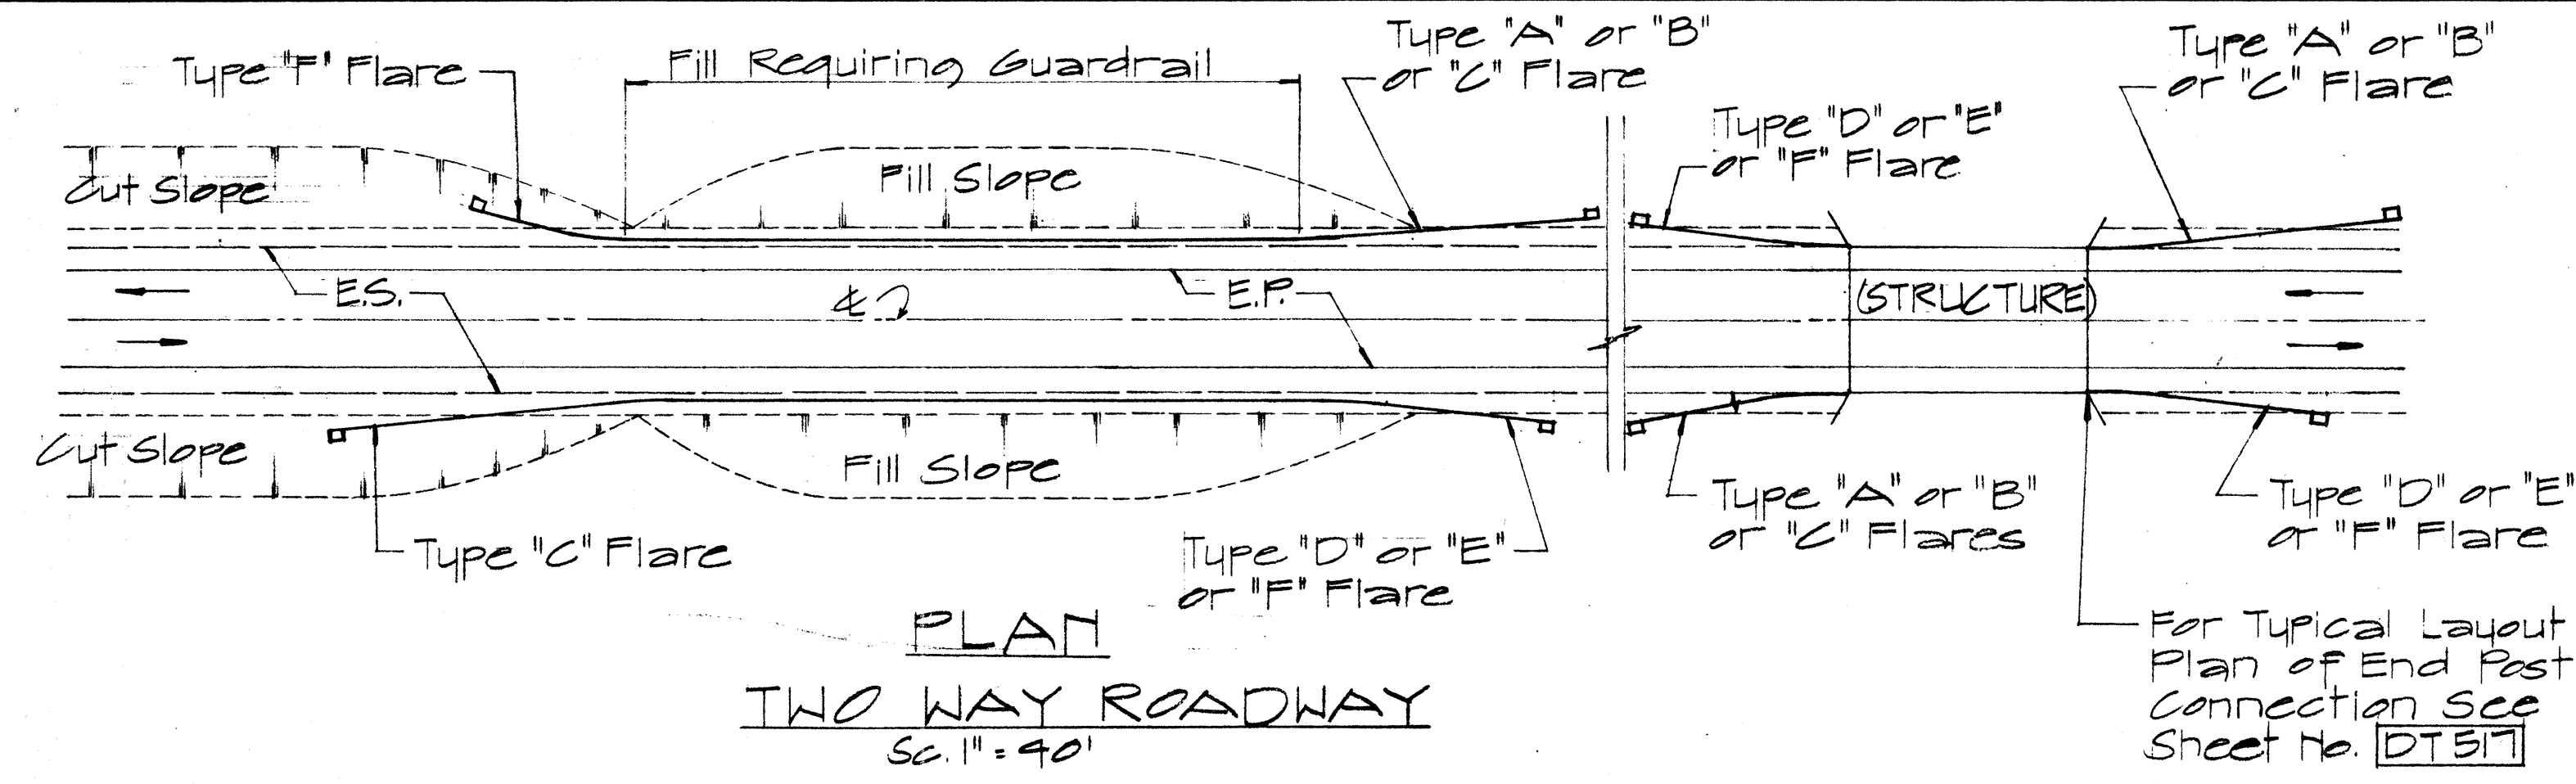 Type "F" Flare
Fill Requiring Guardrail
Type "A" or "B"
or "C" Flare
Type "D" or "E"
or "F" Flare
Type "A" or "B"
or "C" Flare
Cut Slope
Fill Slope
E.S.
℄
E.P.
(STRUCTURE)
Cut Slope
Fill Slope
Type "C" Flare
Type "D" or "E"
or "F" Flare
Type "A" or "B"
or "C" Flares
Type "D" or "E"
or "F" Flare
PLAN
TWO WAY ROADWAY
Sc. 1" = 40'
For Typical Layout
Plan of End Post
Connection See
Sheet No. DT517